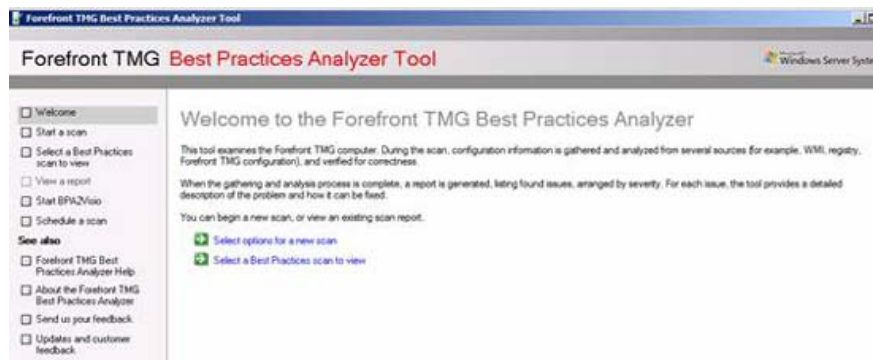 Forefront TMG Best Practices Analyzer Tool
Forefront TMG Best Practices Analyzer Tool
Windows Server
Welcome
Start a scan
Select a Best Practices
scan to view
View a report
Start BPA2Visio
Schedule a scan
See also
Forefront TMG Best
Practices Analyzer Help
About the Forefront TMG
Best Practices Analyzer
Send us your feedback
Updates and customer
feedback
Welcome to the Forefront TMG Best Practices Analyzer
This tool examines the Forefront TMG computer. During the scan, configuration information is gathered and analyzed from several sources (for example, WMI, registry,
Forefront TMG configuration), and verified for correctness.
When the gathering and analysis process is complete, a report is generated, listing found issues, arranged by severity. For each issue, the tool provides a detailed
description of the problem and how it can be fixed.
You can begin a new scan, or view an existing scan report.
Select options for a new scan
Select a Best Practices scan to view